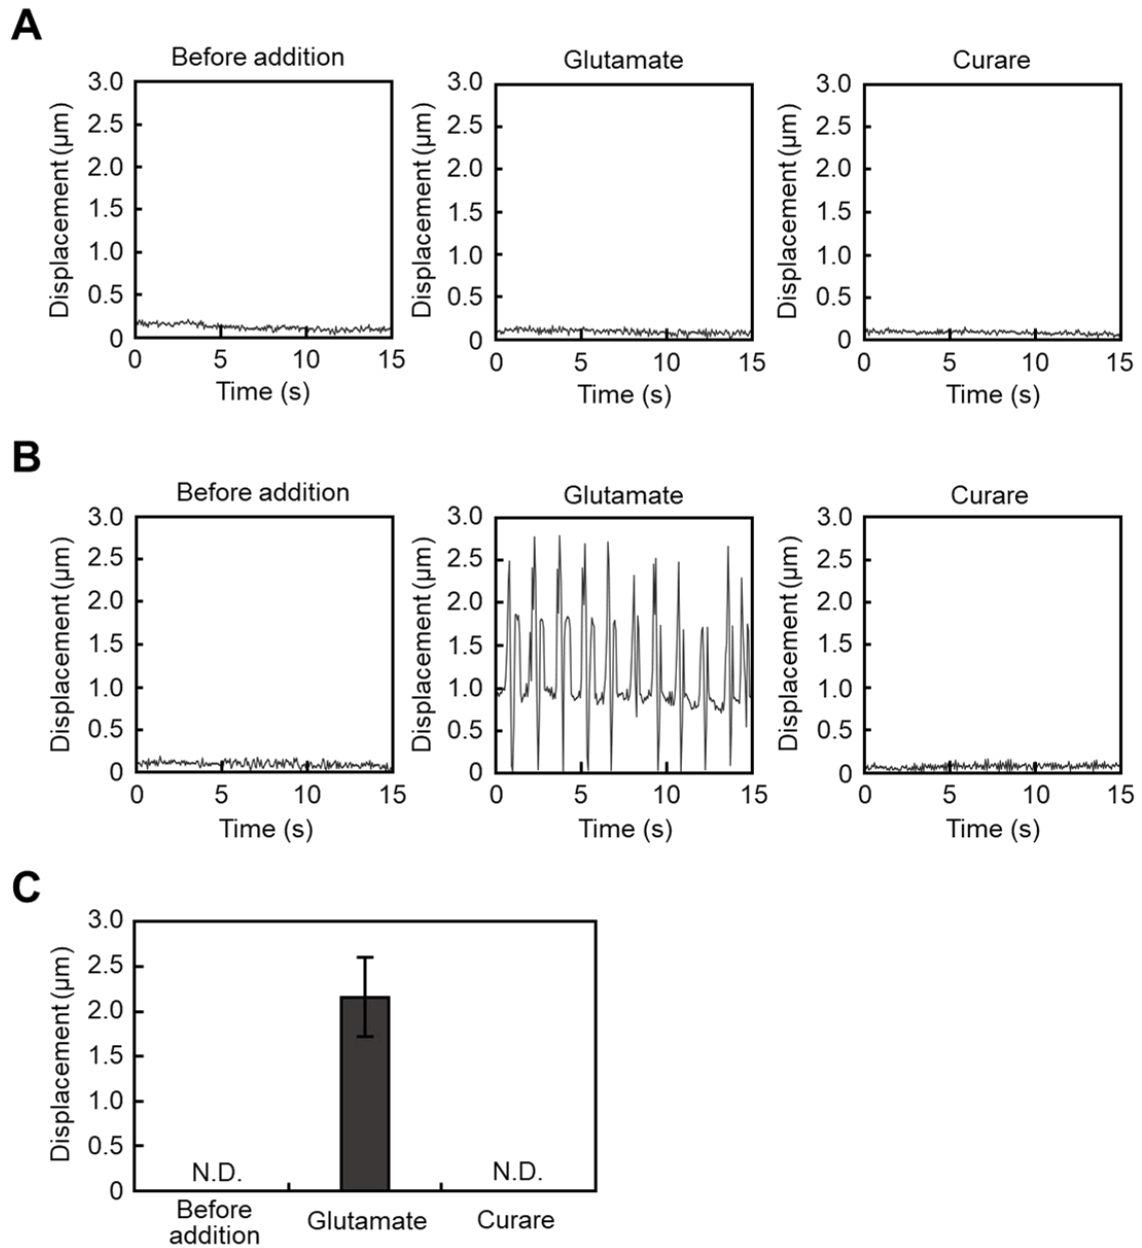 A
Before addition
Glutamate
Curare
3.0
2.5
2.0
1.5
1.0
0.5
0
0
5
10
15
Displacement (μm)
Time (s)
3.0
2.5
2.0
1.5
1.0
0.5
0
0
5
10
15
Displacement (μm)
Time (s)
3.0
2.5
2.0
1.5
1.0
0.5
0
0
5
10
15
Displacement (μm)
Time (s)
B
Before addition
Glutamate
Curare
3.0
2.5
2.0
1.5
1.0
0.5
0
0
5
10
15
Displacement (μm)
Time (s)
3.0
2.5
2.0
1.5
1.0
0.5
0
0
5
10
15
Displacement (μm)
Time (s)
3.0
2.5
2.0
1.5
1.0
0.5
0
0
5
10
15
Displacement (μm)
Time (s)
C
3.0
2.5
2.0
1.5
1.0
0.5
0
Displacement (μm)
N.D.
N.D.
Before
addition
Glutamate
Curare